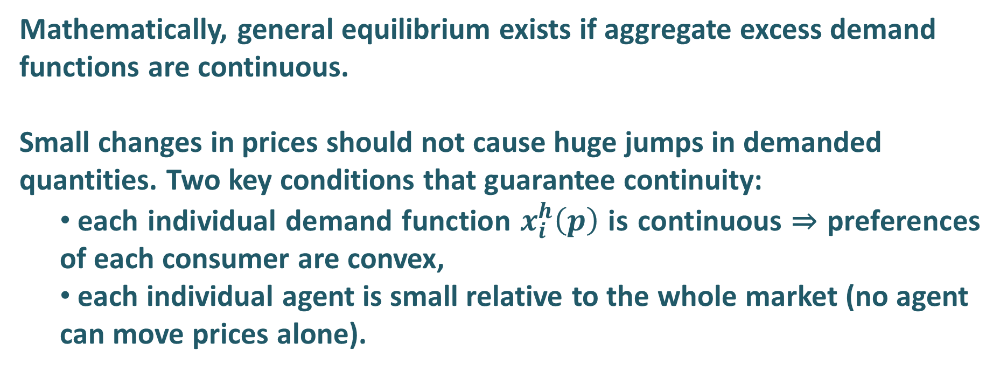 Mathematically, general equilibrium exists if aggregate excess demand
functions are continuous.
Small changes in prices should not cause huge jumps in demanded
quantities. Two key conditions that guarantee continuity:
• each individual demand function $x_i^h(p)$ is continuous ⇒ preferences
of each consumer are convex,
• each individual agent is small relative to the whole market (no agent
can move prices alone).